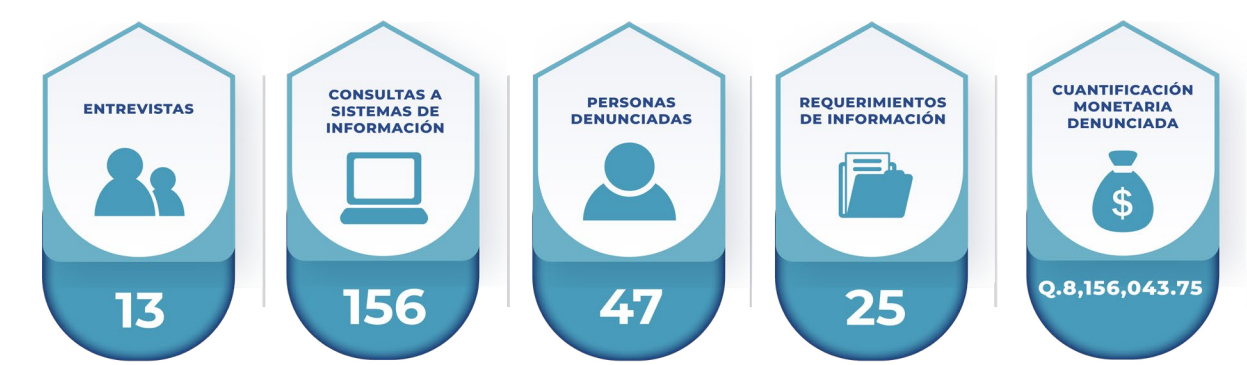 ENTREVISTAS
13
CONSULTAS A
SISTEMAS DE
INFORMACIÓN
156
PERSONAS
DENUNCIADAS
47
REQUERIMIENTOS
DE INFORMACIÓN
25
CUANTIFICACIÓN
MONETARIA
DENUNCIADA
$
Q.8,156,043.75